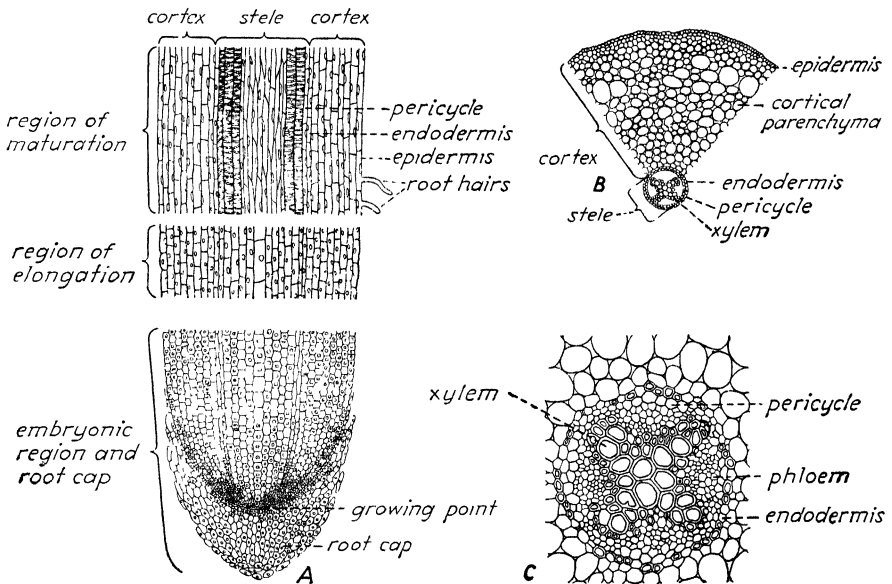 cortex stele cortex
region of
maturation
pericycle
endodermis
epidermis
root hairs
region of
elongation
embryonic
region and
root cap
growing point
root cap
A
epidermis
cortical
parenchyma
cortex
B
endodermis
pericycle
xylem
stele
xylem
pericycle
phloem
endodermis
C